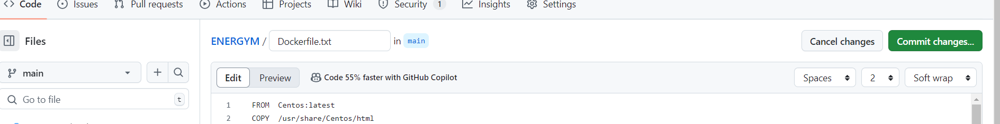 Code Issues Pull requests Actions Projects Wiki Security 1 Insights Settings
Files
ENERGYM / Dockerfile.txt in main Cancel changes Commit changes...
main
Edit Preview Code 55% faster with GitHub Copilot Spaces 2 Soft wrap
Go to file t
1 FROM Centos:latest
2 COPY /usr/share/Centos/html